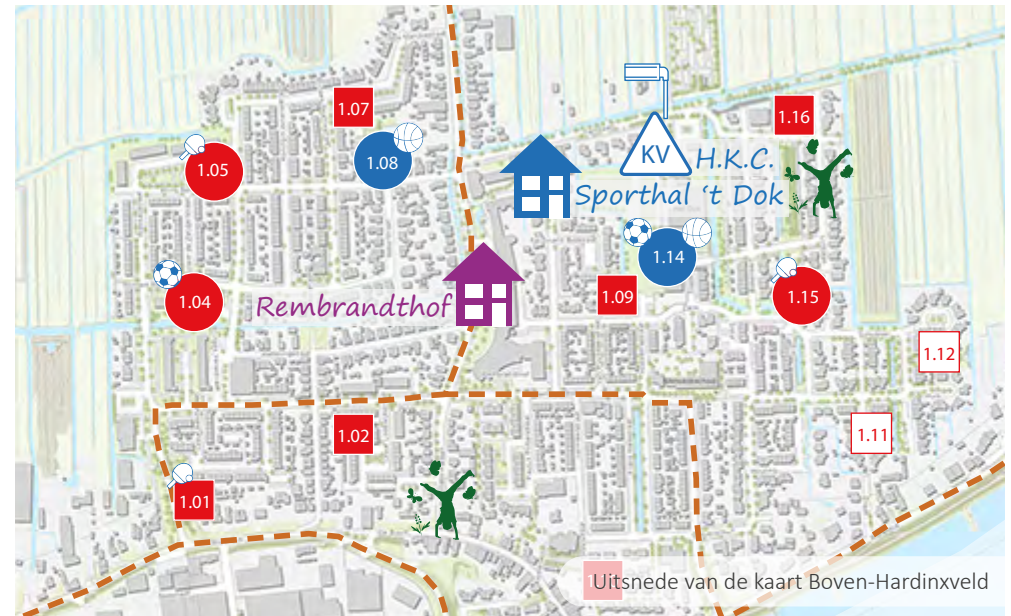 1.07
1.16
1.08
1.05
KV
H.K.C.
Sporthal ‘t Dok
1.14
1.04
1.09
1.15
Rembrandthof
1.12
1.02
1.11
1.01
Uitsnede van de kaart Boven-Hardinxveld